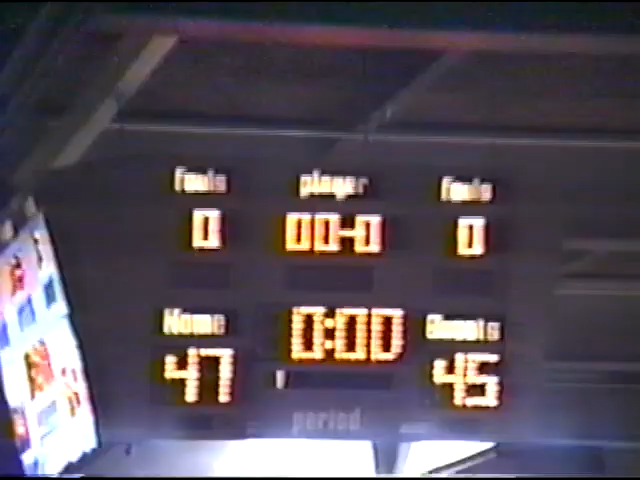 Fouls player Fouls
0 00-0 0
Home 0:00 Guests
47 45
period